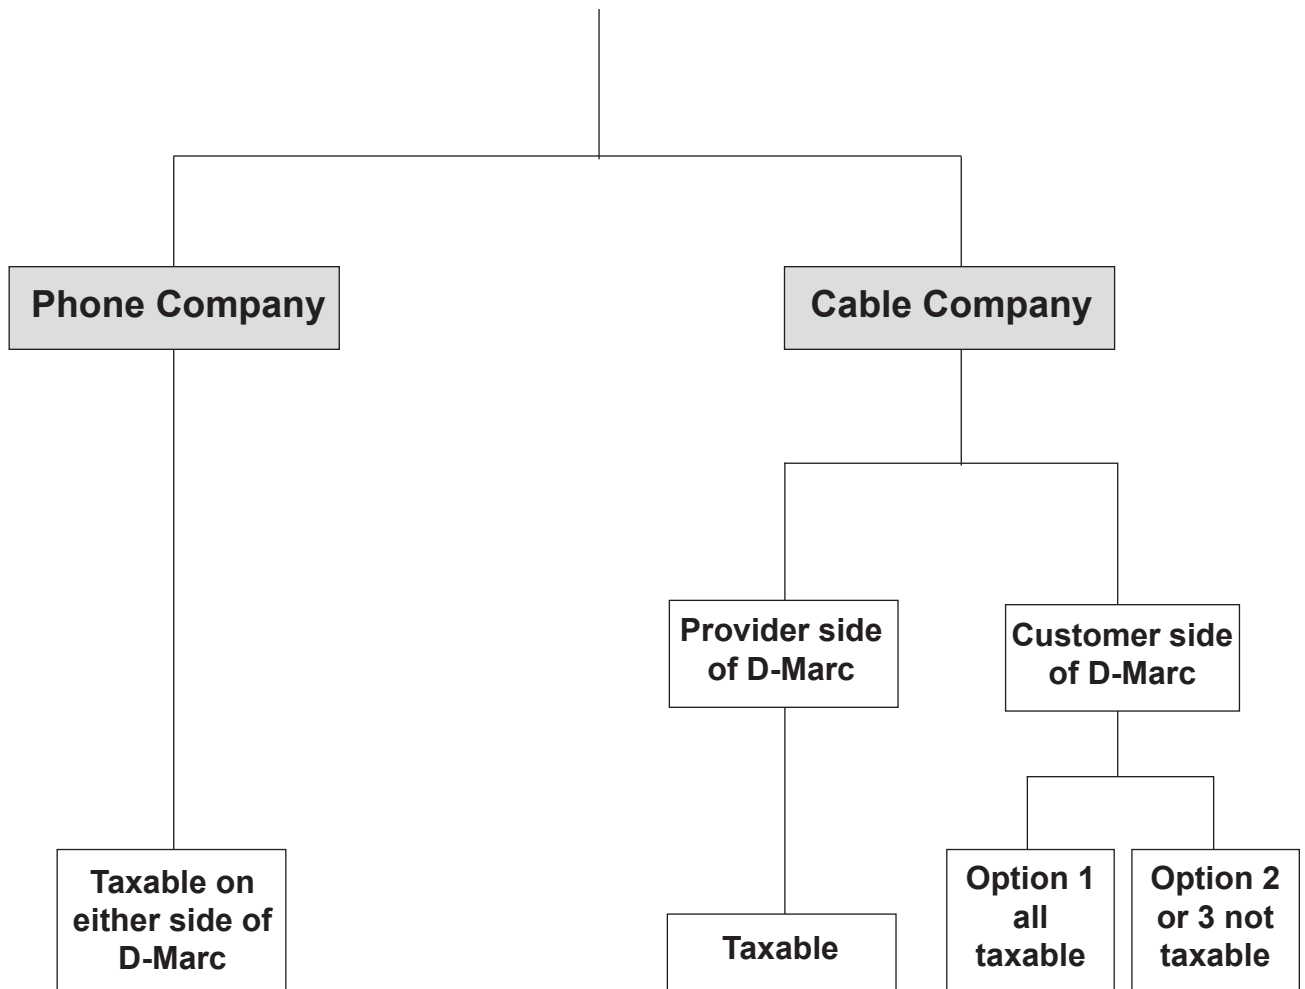 Phone Company
Cable Company
Provider side
of D-Marc
Customer side
of D-Marc
Taxable on
either side of
D-Marc
Taxable
Option 1
all
taxable
Option 2
or 3 not
taxable